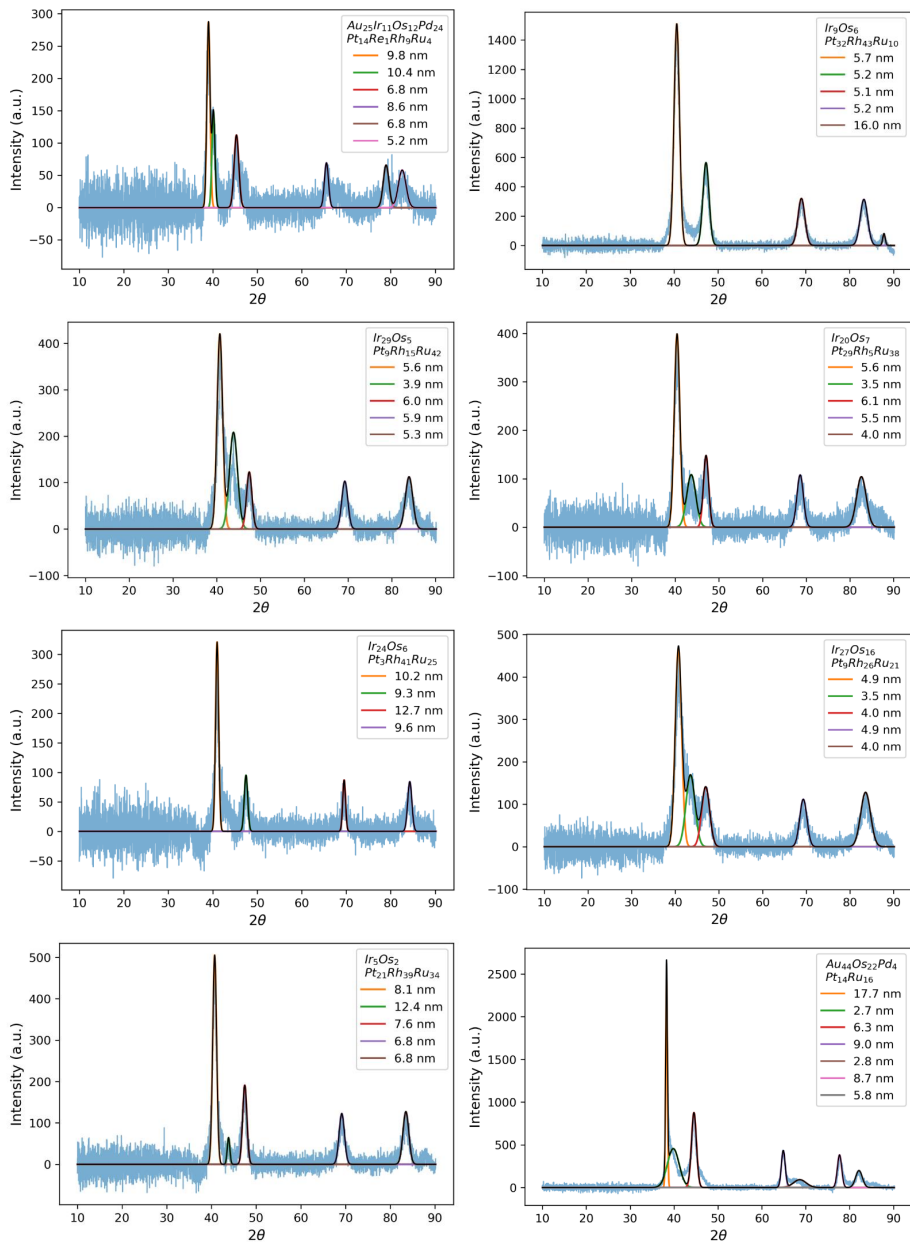 Au₂₅Ir₁₁Os₁₂Pd₂₄
Pt₁₄Re₁Rh₉Ru₄
9.8 nm
10.4 nm
6.8 nm
8.6 nm
6.8 nm
5.2 nm
Intensity (a.u.)
300
250
200
150
100
50
0
−50
10 20 30 40 50 60 70 80 90
2θ
Ir₉Os₆
Pt₃₂Rh₄₃Ru₁₀
5.7 nm
5.2 nm
5.1 nm
5.2 nm
16.0 nm
Intensity (a.u.)
1400
1200
1000
800
600
400
200
0
10 20 30 40 50 60 70 80 90
2θ
Ir₂₉Os₅
Pt₉Rh₁₅Ru₄₂
5.6 nm
3.9 nm
6.0 nm
5.9 nm
5.3 nm
Intensity (a.u.)
400
300
200
100
0
−100
10 20 30 40 50 60 70 80 90
2θ
Ir₂₀Os₇
Pt₂₉Rh₅Ru₃₈
5.6 nm
3.5 nm
6.1 nm
5.5 nm
4.0 nm
Intensity (a.u.)
400
300
200
100
0
−100
10 20 30 40 50 60 70 80 90
2θ
Ir₂₄Os₆
Pt₃Rh₄₁Ru₂₅
10.2 nm
9.3 nm
12.7 nm
9.6 nm
Intensity (a.u.)
300
250
200
150
100
50
0
−50
10 20 30 40 50 60 70 80 90
2θ
Ir₂₇Os₁₆
Pt₉Rh₂₆Ru₂₁
4.9 nm
3.5 nm
4.0 nm
4.9 nm
4.0 nm
Intensity (a.u.)
500
400
300
200
100
0
−100
10 20 30 40 50 60 70 80 90
2θ
Ir₅Os₂
Pt₂₁Rh₃₉Ru₃₄
8.1 nm
12.4 nm
7.6 nm
6.8 nm
6.8 nm
Intensity (a.u.)
500
400
300
200
100
0
10 20 30 40 50 60 70 80 90
2θ
Au₄₄Os₂₂Pd₄
Pt₁₄Ru₁₆
17.7 nm
2.7 nm
6.3 nm
9.0 nm
2.8 nm
8.7 nm
5.8 nm
Intensity (a.u.)
2500
2000
1500
1000
500
0
10 20 30 40 50 60 70 80 90
2θ